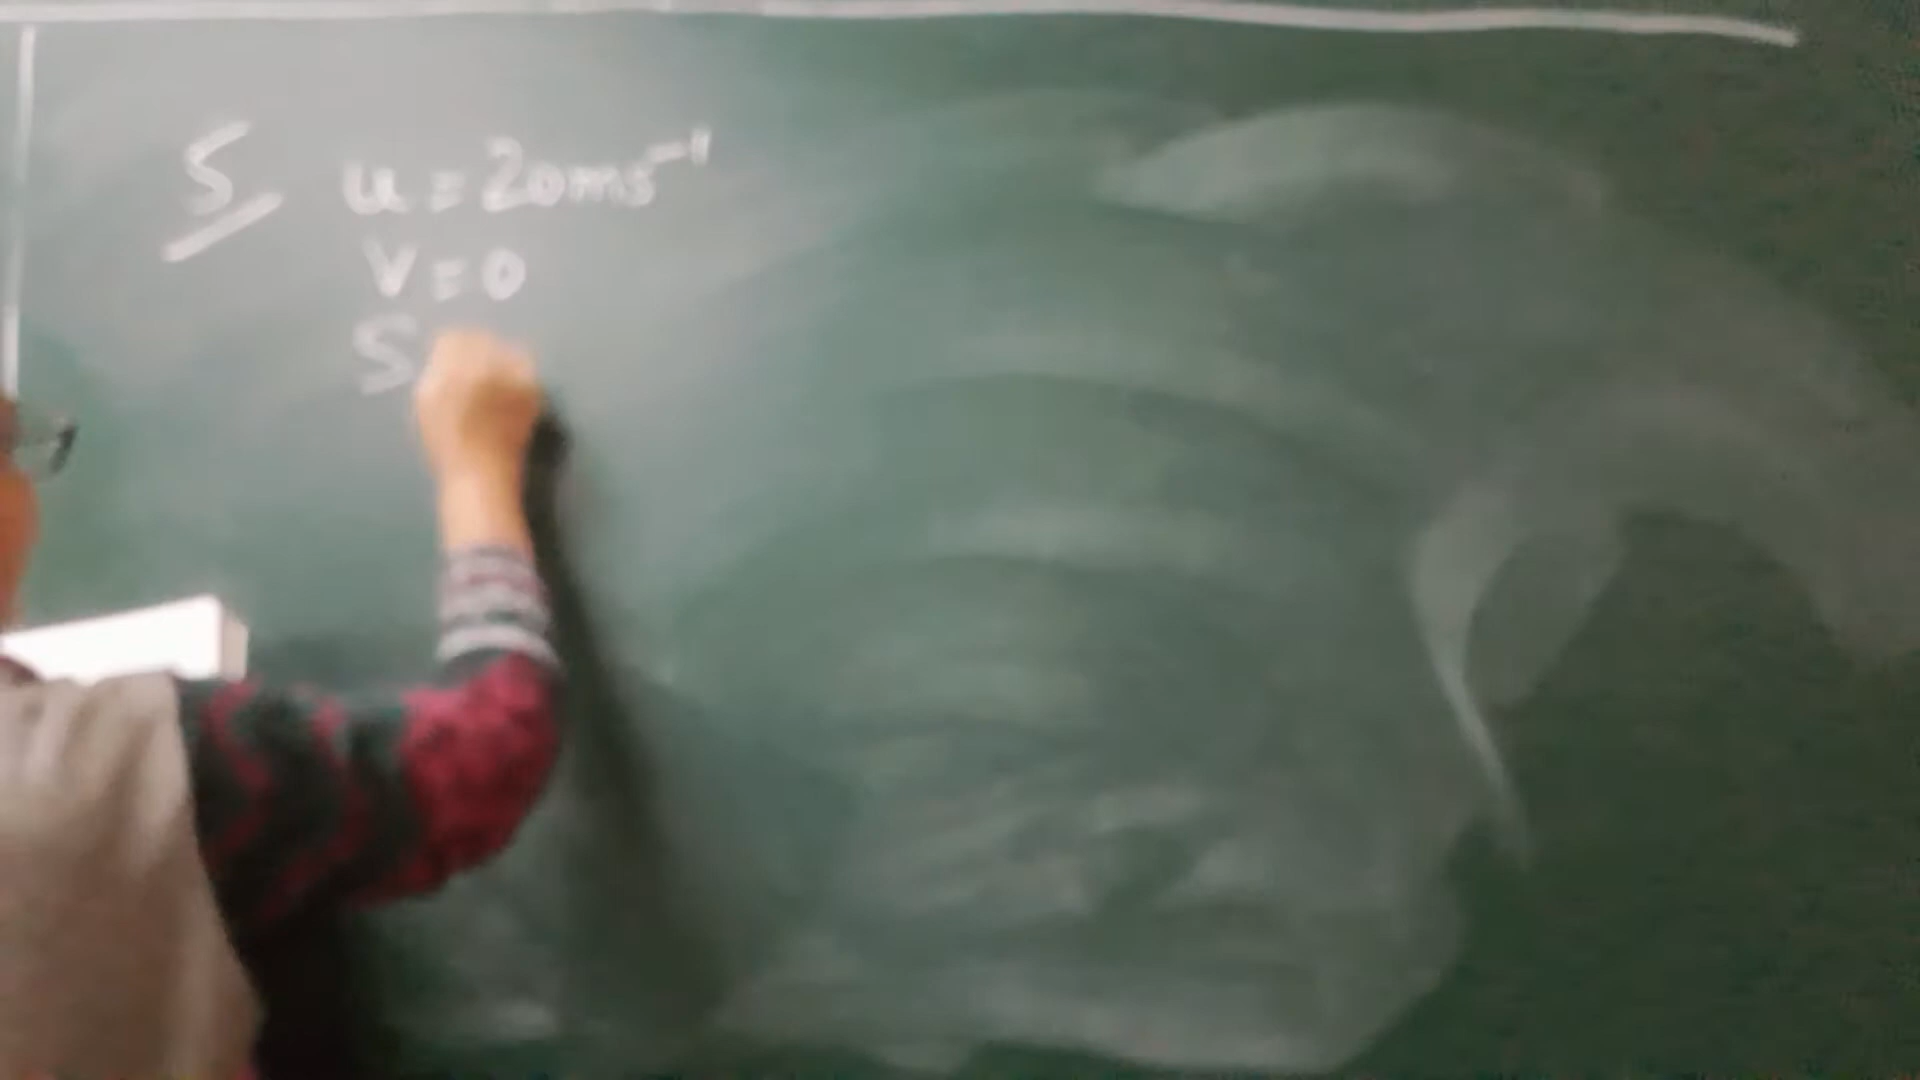 S u = 20ms⁻¹
v = 0
S